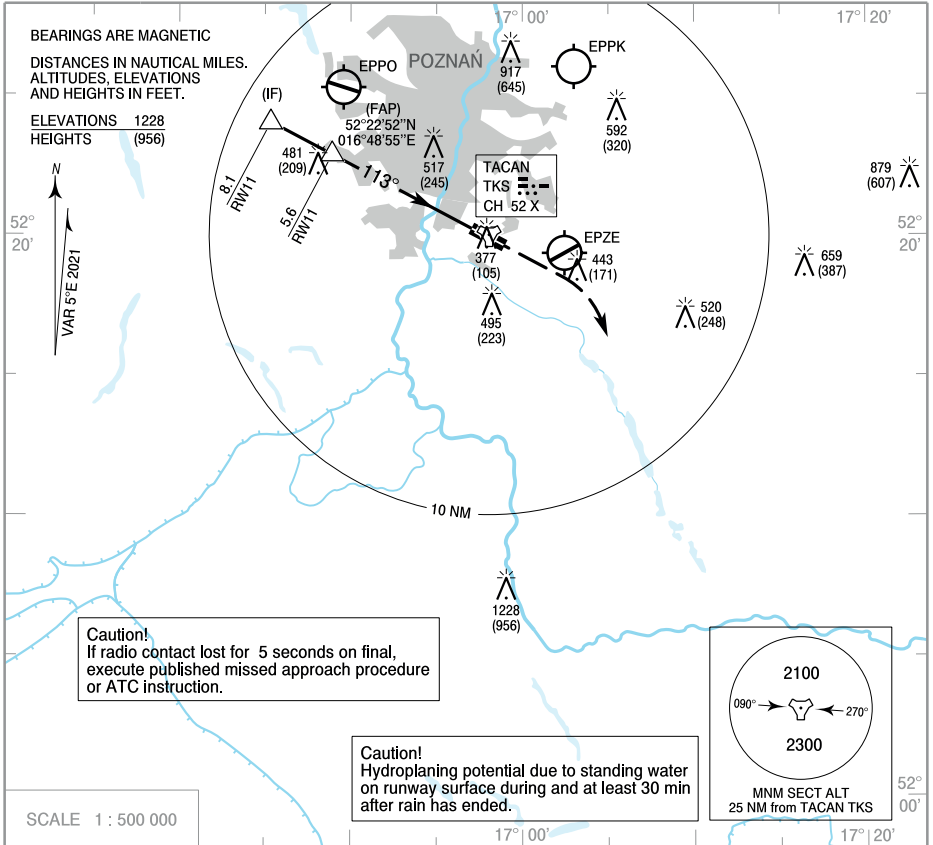 17° 00’
17° 20’
BEARINGS ARE MAGNETIC
DISTANCES IN NAUTICAL MILES.
ALTITUDES, ELEVATIONS
AND HEIGHTS IN FEET.
ELEVATIONS 1228
HEIGHTS (956)
N
VAR 5°E 2021
52°
20’
(IF)
8.1
RW11
EPPO
(FAP)
52°22’52’’N
016°48’55’’E
481
(209)
5.6
RW11
113°
POZNAŃ
917
(645)
EPPK
592
(320)
517
(245)
879
(607)
TACAN
TKS
CH 52 X
377
(105)
EPZE
443
(171)
659
(387)
495
(223)
520
(248)
10 NM
1228
(956)
Caution!
If radio contact lost for 5 seconds on final,
execute published missed approach procedure
or ATC instruction.
Caution!
Hydroplaning potential due to standing water
on runway surface during and at least 30 min
after rain has ended.
2100
090°
270°
2300
MNM SECT ALT
25 NM from TACAN TKS
52°
00’
SCALE 1 : 500 000
17° 00’
17° 20’